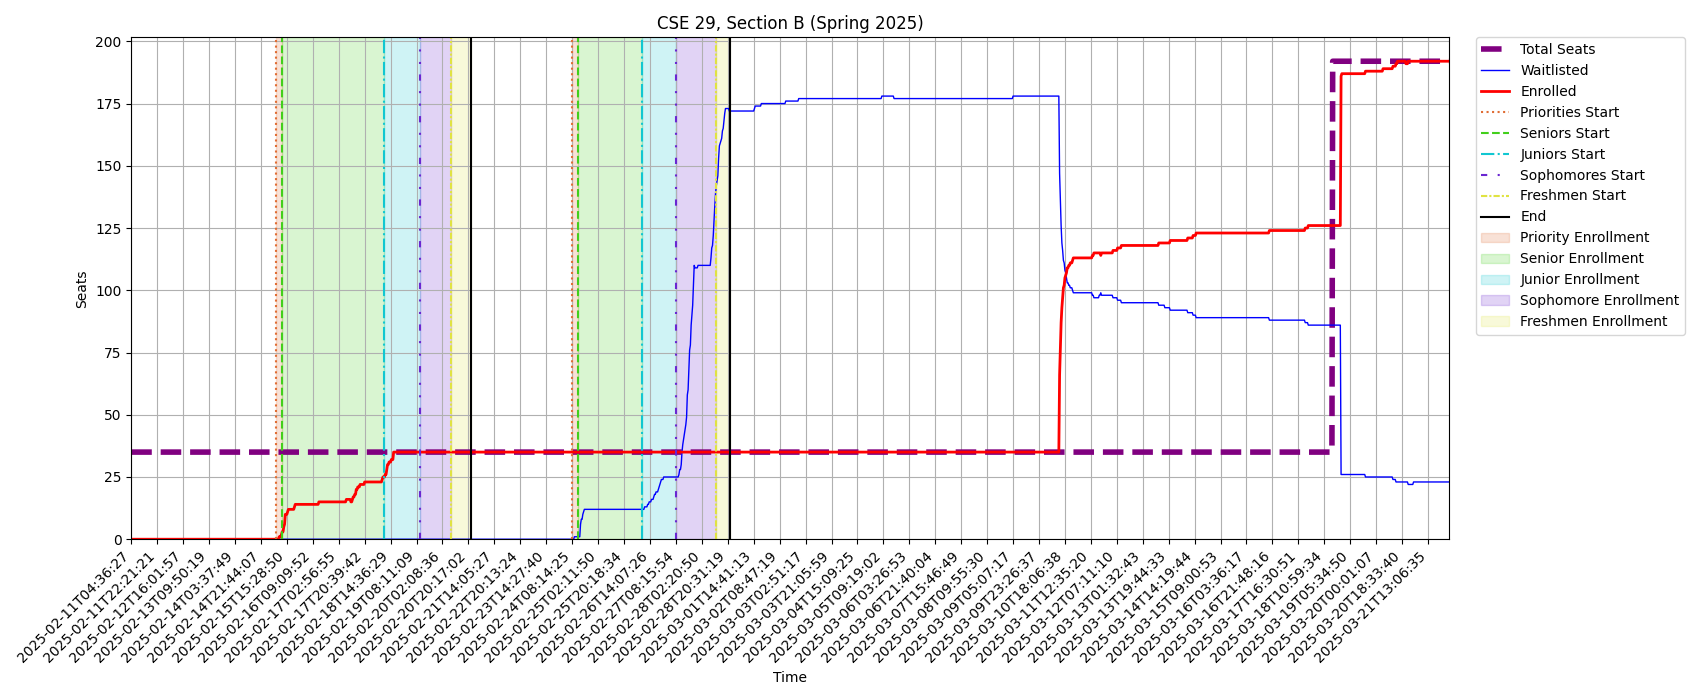 CSE 29, Section B (Spring 2025)
Seats
200
175
150
125
100
75
50
25
0
2025-02-11T04:36:27
2025-02-11T22:21:21
2025-02-12T16:01:57
2025-02-13T09:50:19
2025-02-14T03:37:49
2025-02-14T21:44:07
2025-02-15T15:28:50
2025-02-16T09:09:52
2025-02-17T02:56:55
2025-02-17T20:39:42
2025-02-18T14:36:29
2025-02-19T08:11:09
2025-02-20T02:08:36
2025-02-20T20:17:02
2025-02-21T14:05:27
2025-02-22T20:13:24
2025-02-23T14:27:40
2025-02-24T08:14:25
2025-02-25T02:11:50
2025-02-25T20:18:34
2025-02-26T14:07:26
2025-02-27T08:15:54
2025-02-28T02:20:50
2025-02-28T20:31:19
2025-03-01T14:41:13
2025-03-02T08:47:19
2025-03-03T02:51:17
2025-03-03T21:05:59
2025-03-04T15:09:25
2025-03-05T09:19:02
2025-03-06T03:26:53
2025-03-06T21:40:04
2025-03-07T15:46:49
2025-03-08T09:55:30
2025-03-09T05:07:17
2025-03-09T23:26:37
2025-03-10T18:06:38
2025-03-11T12:35:20
2025-03-12T07:11:10
2025-03-13T01:32:43
2025-03-13T19:44:33
2025-03-14T14:19:44
2025-03-15T09:00:53
2025-03-16T03:36:17
2025-03-16T21:48:16
2025-03-17T16:30:51
2025-03-18T10:59:34
2025-03-19T05:34:50
2025-03-20T00:01:07
2025-03-20T18:33:40
2025-03-21T13:06:35
Time
Total Seats
Waitlisted
Enrolled
Priorities Start
Seniors Start
Juniors Start
Sophomores Start
Freshmen Start
End
Priority Enrollment
Senior Enrollment
Junior Enrollment
Sophomore Enrollment
Freshmen Enrollment